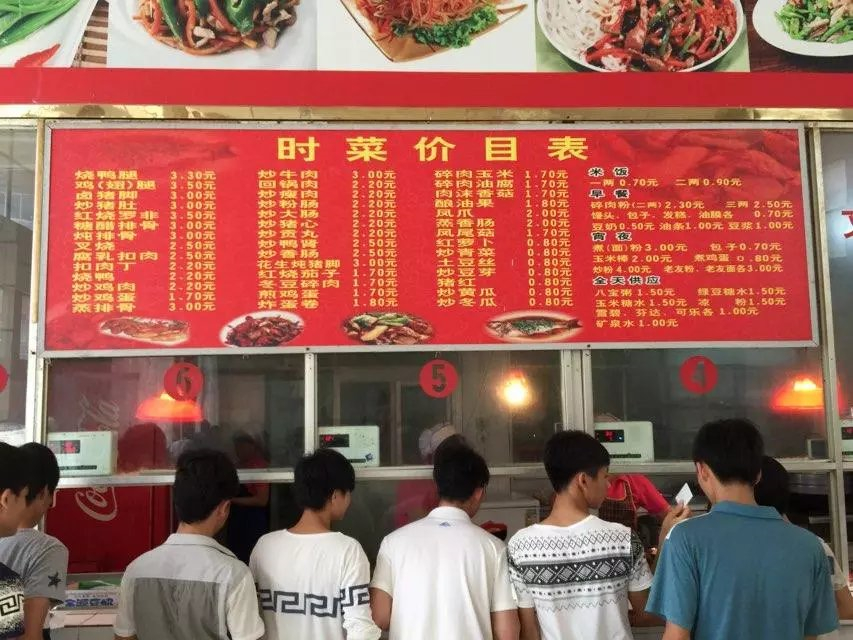 时菜价目表
烧鸭腿 3.30元
鸡(翅)腿 3.50元
卤猪脚 3.00元
炒猪肚 3.50元
红烧罗非 3.50元
糖醋排骨 3.00元
炖排骨 3.00元
叉烧 2.50元
腐乳扣肉 2.50元
扣肉丁 2.20元
烧鸭 2.20元
炒鸡肉 2.20元
炒鸡蛋 1.70元
蒸排骨 3.00元
炒牛肉 3.00元
回锅肉 2.20元
炒瘦肉 2.20元
炒粉肠 2.20元
炒大肠 2.50元
炒猪心 2.20元
炒肉丸 2.20元
炒鸭肾 2.50元
炒香肠 2.50元
花生炖猪脚 3.00元
红烧茄子 1.70元
冬豆碎肉 1.70元
煎鸡蛋 1.70元
炸蛋卷 1.80元
碎肉玉米 1.70元
碎肉油腐 1.70元
肉沫香菇 1.70元
酿油果 1.80元
凤爪 2.00元
蒸香肠 2.00元
凤尾菇 1.70元
红萝卜 0.80元
炒青菜 0.80元
土豆丝 0.80元
炒豆芽 0.80元
猪红 0.80元
炒黄瓜 0.80元
炒冬瓜 0.80元
米饭
一两 0.70元 二两 0.90元
早餐
碎肉粉(二两) 2.30元 三两 2.50元
馒头、包子、发糕、油膜各 0.70元
豆奶0.50元 油条1.00元 豆浆1.00元
宵夜
煮(面)粉 3.00元 包子 0.70元
玉米棒 2.00元 煮鸡蛋 0.80元
炒粉 4.00元 老友粉、老友面各3.00元
全天供应
八宝粥 1.50元 绿豆糖水1.50元
玉米糖水1.50元 凉粉1.50元
雪碧、芬达、可乐各 1.00元
矿泉水 1.00元
6
5
4